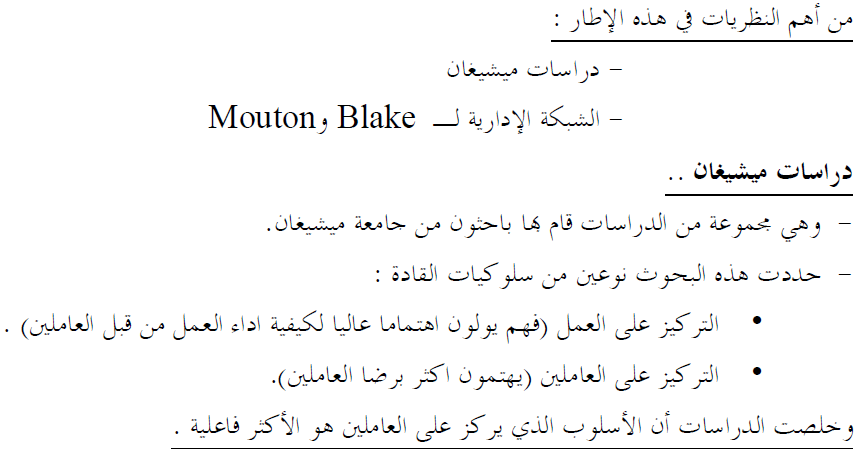 من أهم النظريات في هذه الإطار :
– دراسات ميشيغان
– الشبكة الإدارية لـــ Blake وMouton
دراسات ميشيغان ..
– وهي مجموعة من الدراسات قام بها باحثون من جامعة ميشيغان.
– حددت هذه البحوث نوعين من سلوكيات القادة :
• التركيز على العمل (فهم يولون اهتماما عاليا لكيفية اداء العمل من قبل العاملين) .
• التركيز على العاملين (يهتمون اكثر برضا العاملين).
وخلصت الدراسات أن الأسلوب الذي يركز على العاملين هو الأكثر فاعلية .